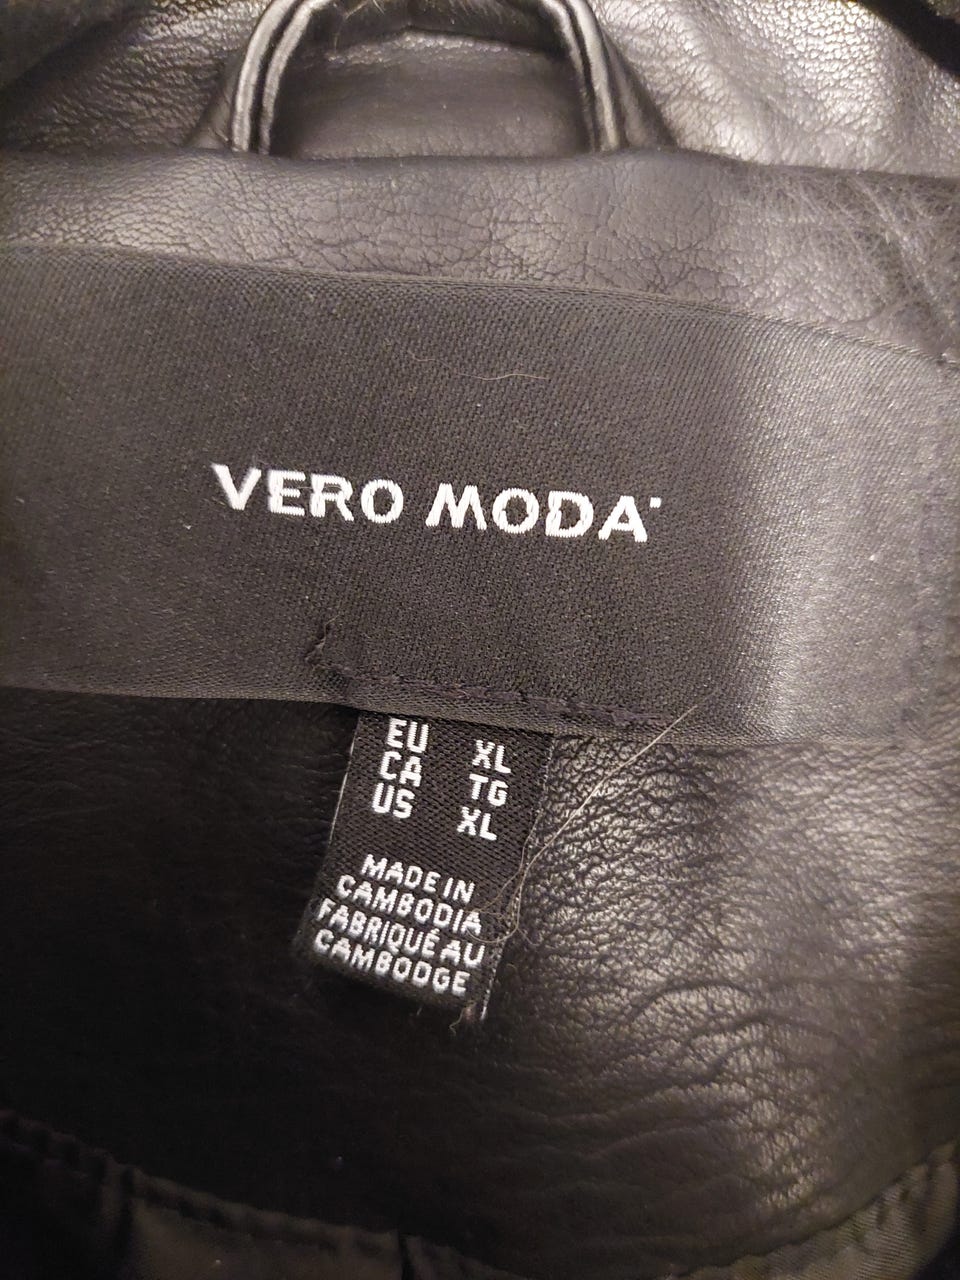 VERO MODA
EU XL
CA TG
US XL
MADE IN
CAMBODIA
FABRIQUÉ AU
CAMBODGE